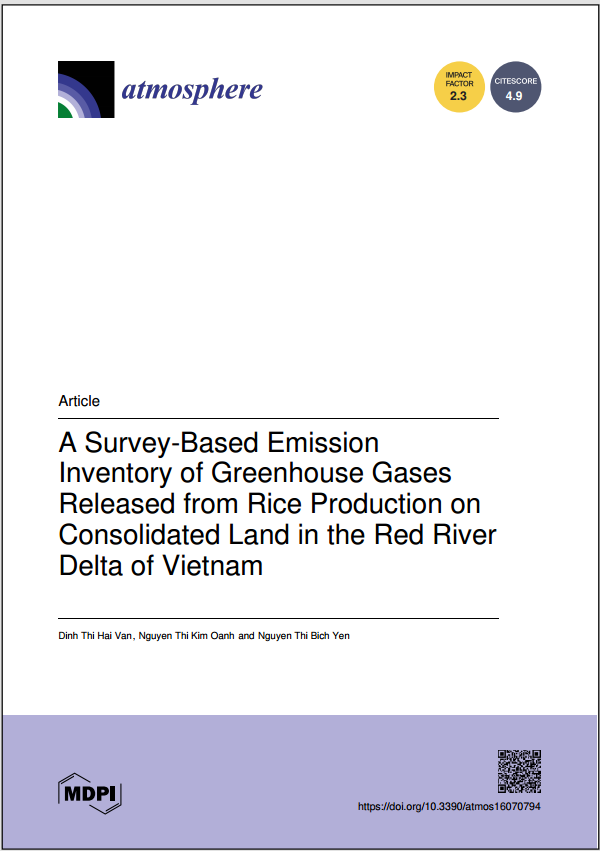 atmosphere
IMPACT
FACTOR
2.3
CITESCORE
4.9
Article
A Survey-Based Emission
Inventory of Greenhouse Gases
Released from Rice Production on
Consolidated Land in the Red River
Delta of Vietnam
Dinh Thi Hai Van, Nguyen Thi Kim Oanh and Nguyen Thi Bich Yen
MDPI
https://doi.org/10.3390/atmos16070794